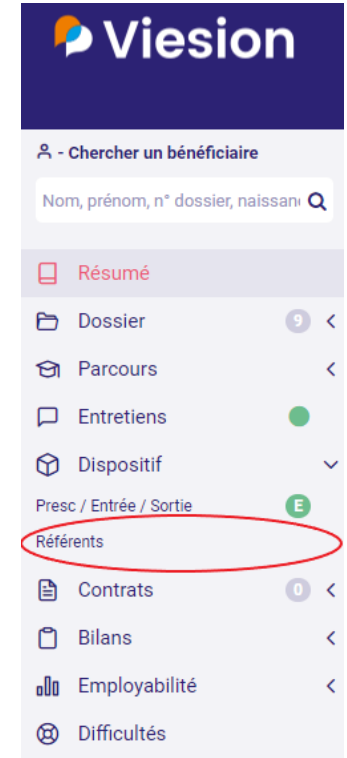 Viesion
- Chercher un bénéficiaire
Nom, prénom, n° dossier, naissan
Résumé
Dossier 9
Parcours
Entretiens
Dispositif
Presc / Entrée / Sortie E
Référents
Contrats 0
Bilans
Employabilité
Difficultés